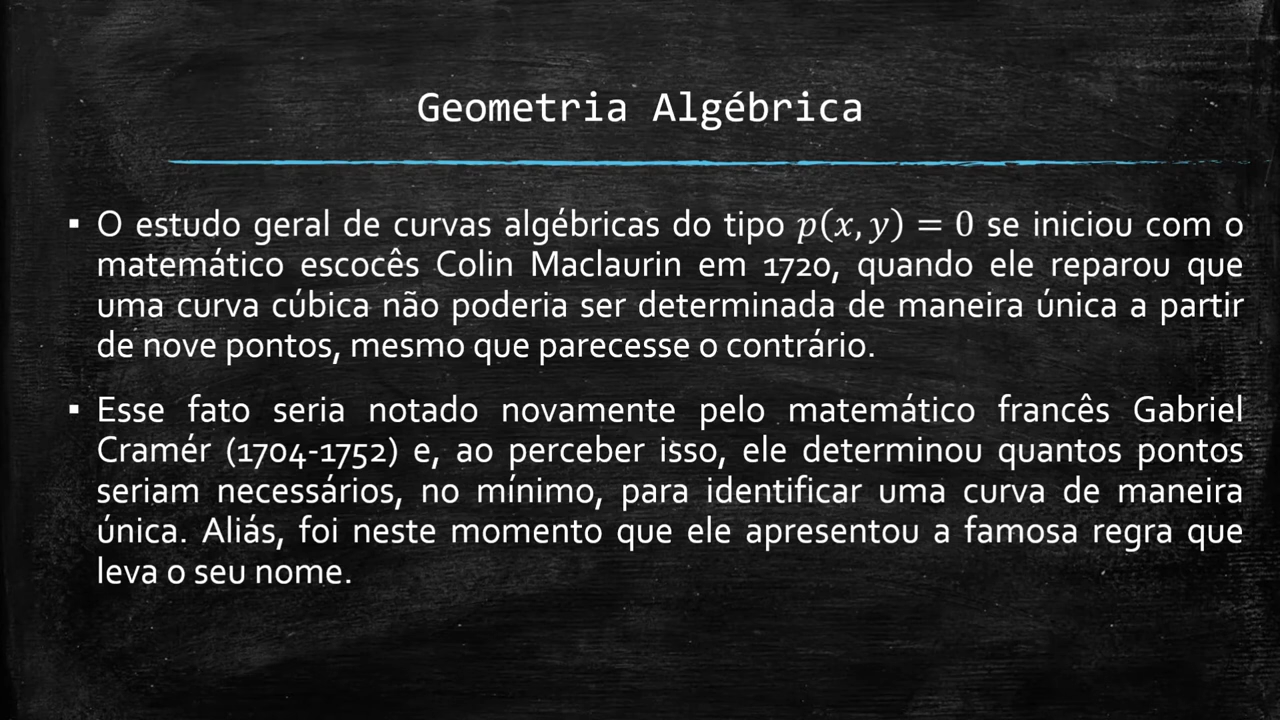 Geometria Algébrica
▪ O estudo geral de curvas algébricas do tipo p(x, y) = 0 se iniciou com o
matemático escocês Colin Maclaurin em 1720, quando ele reparou que
uma curva cúbica não poderia ser determinada de maneira única a partir
de nove pontos, mesmo que parecesse o contrário.
▪ Esse fato seria notado novamente pelo matemático francês Gabriel
Cramér (1704-1752) e, ao perceber isso, ele determinou quantos pontos
seriam necessários, no mínimo, para identificar uma curva de maneira
única. Aliás, foi neste momento que ele apresentou a famosa regra que
leva o seu nome.